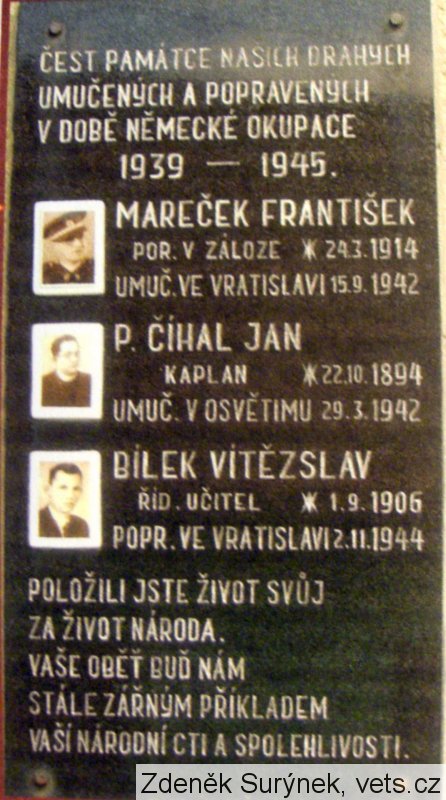 ČEST PAMÁTCE NAŠICH DRAHÝCH
UMUČENÝCH A POPRAVENÝCH
V DOBĚ NĚMECKÉ OKUPACE
1939 — 1945.
MAREČEK FRANTIŠEK
POR. V ZÁLOZE * 24.3.1914
UMUČ. VE VRATISLAVI 15.9.1942
P. ČÍHAL JAN
KAPLAN * 22.10.1894
UMUČ. V OSVĚTIMU 29.3.1942
BÍLEK VÍTĚZSLAV
ŘÍD. UČITEL * 1.9.1906
POPR. VE VRATISLAVI 2.11.1944
POLOŽILI JSTE ŽIVOT SVŮJ
ZA ŽIVOT NÁRODA.
VAŠE OBĚŤ BUĎ NÁM
STÁLE ZÁŘNÝM PŘÍKLADEM
VAŠÍ NÁRODNÍ CTI A SPOLEHLIVOSTI.
Zdeněk Surýnek, vets.cz